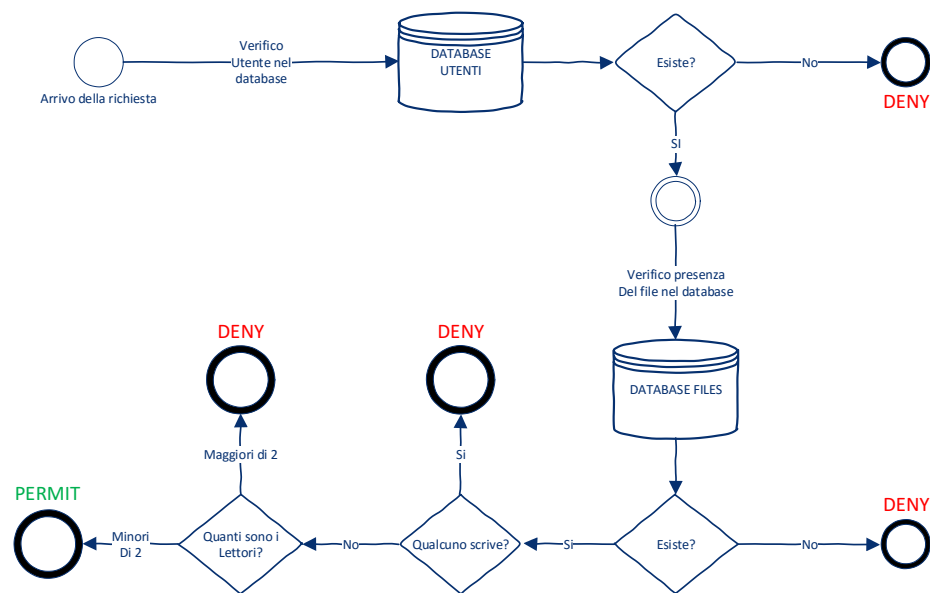 Verifico
Utente nel
database
Arrivo della richiesta
DATABASE
UTENTI
Esiste?
No
DENY
SI
Verifico presenza
Del file nel database
DATABASE FILES
Esiste?
No
DENY
Si
Qualcuno scrive?
Si
DENY
No
Quanti sono i
Lettori?
Maggiori di 2
DENY
Minori
Di 2
PERMIT